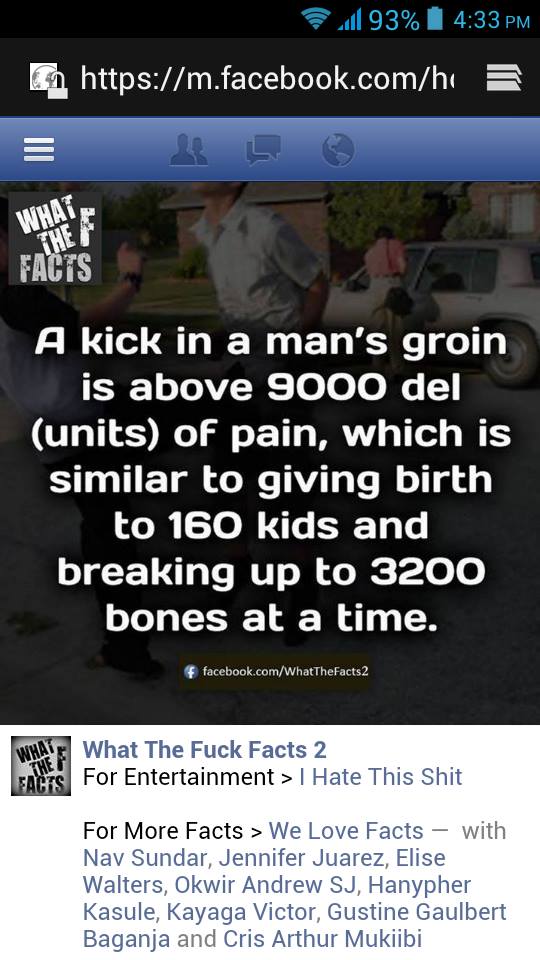 93% 4:33 PM
https://m.facebook.com/h
WHAT
THE F
FACTS
A kick in a man's groin
is above 9000 del
(units) of pain, which is
similar to giving birth
to 160 kids and
breaking up to 3200
bones at a time.
facebook.com/WhatTheFacts2
WHAT
THE F
FACTS
What The Fuck Facts 2
For Entertainment > I Hate This Shit
For More Facts > We Love Facts — with
Nav Sundar, Jennifer Juarez, Elise
Walters, Okwir Andrew SJ, Hanypher
Kasule, Kayaga Victor, Gustine Gaulbert
Baganja and Cris Arthur Mukiibi